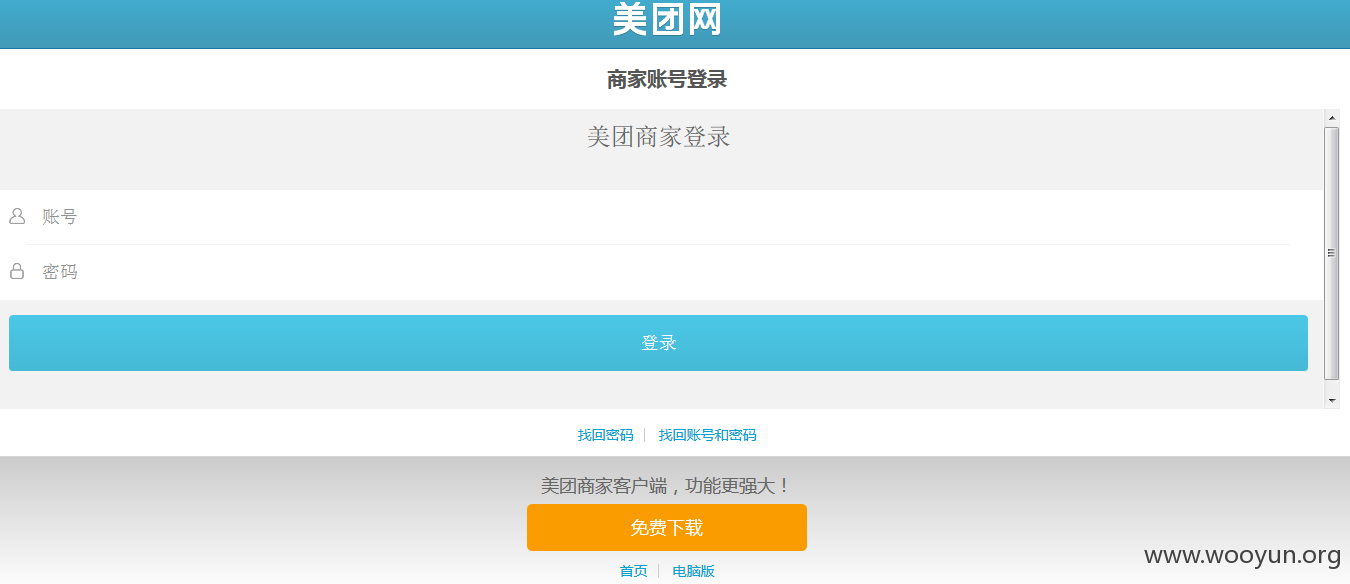 美团网
商家账号登录
美团商家登录
账号
密码
登录
找回密码 找回账号和密码
美团商家客户端，功能更强大！
免费下载
www.wooyun.org
首页 电脑版